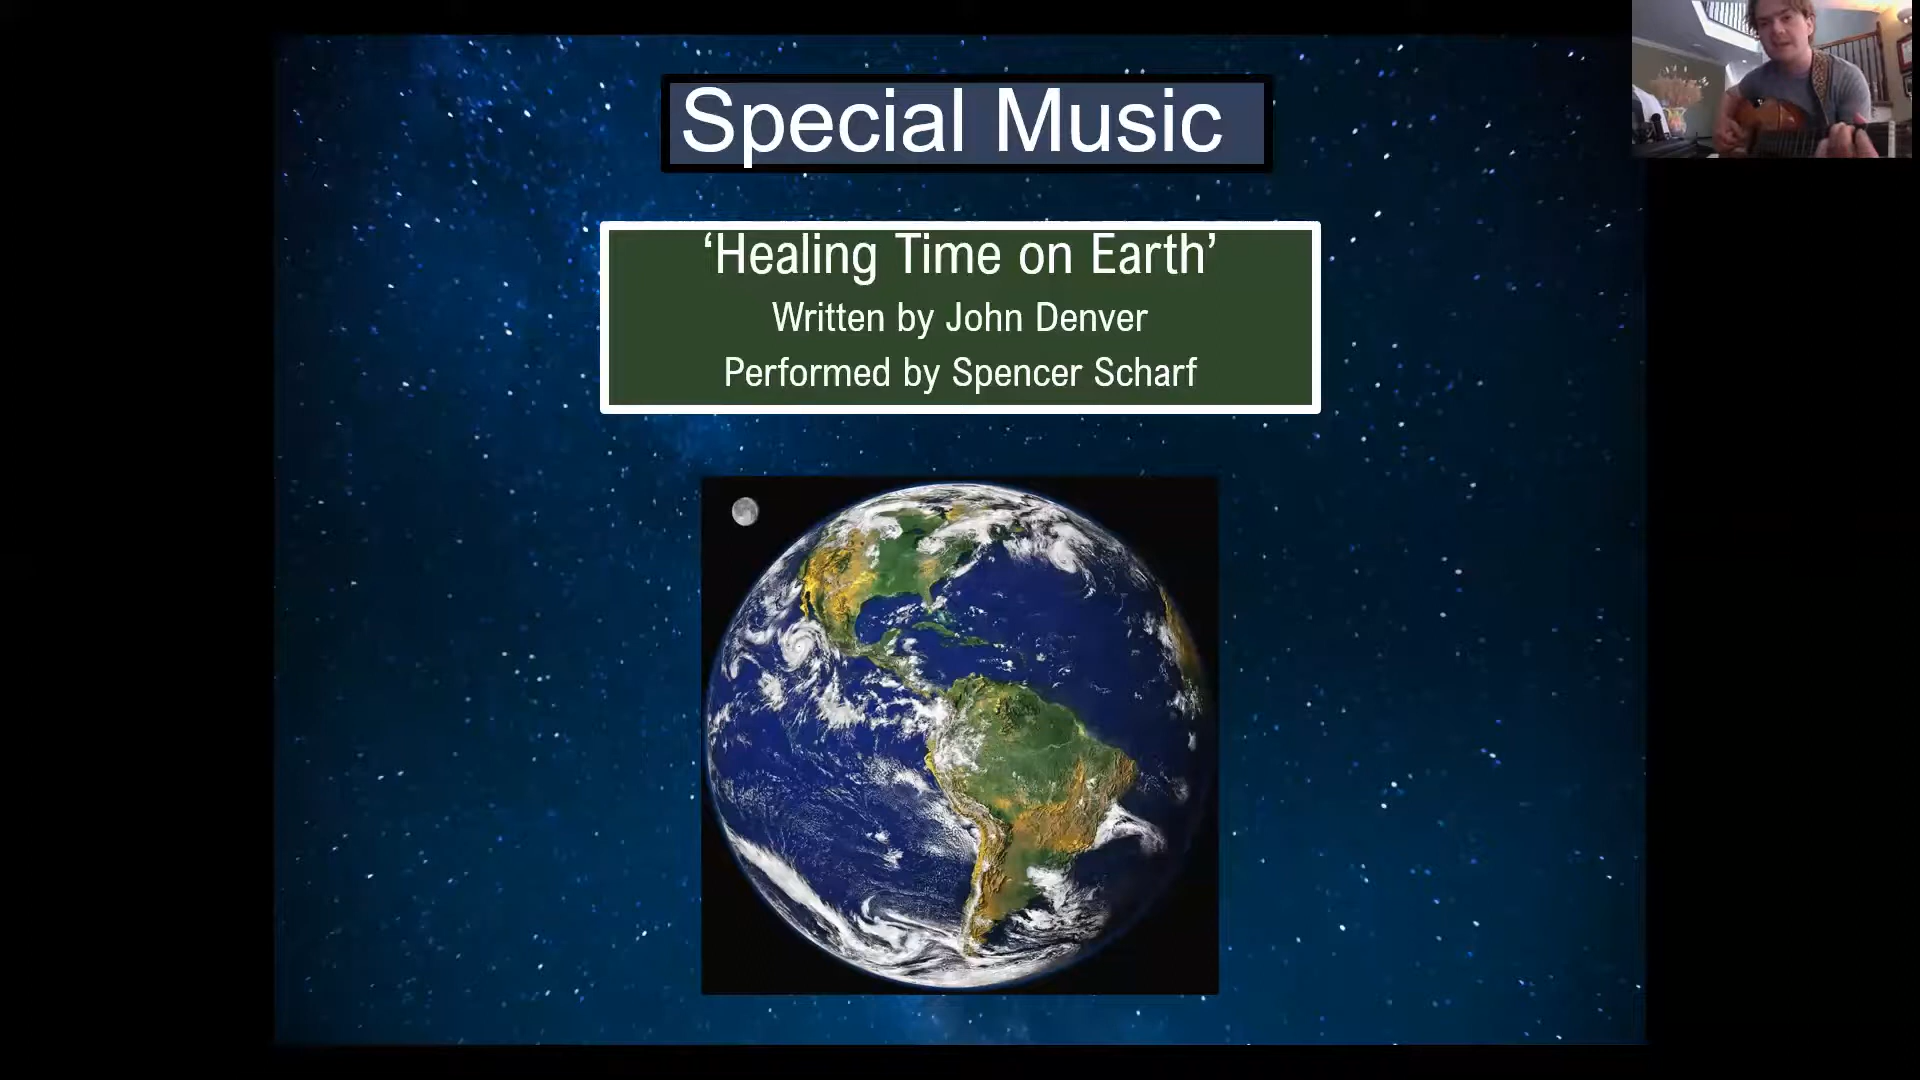 Special Music
‘Healing Time on Earth’
Written by John Denver
Performed by Spencer Scharf